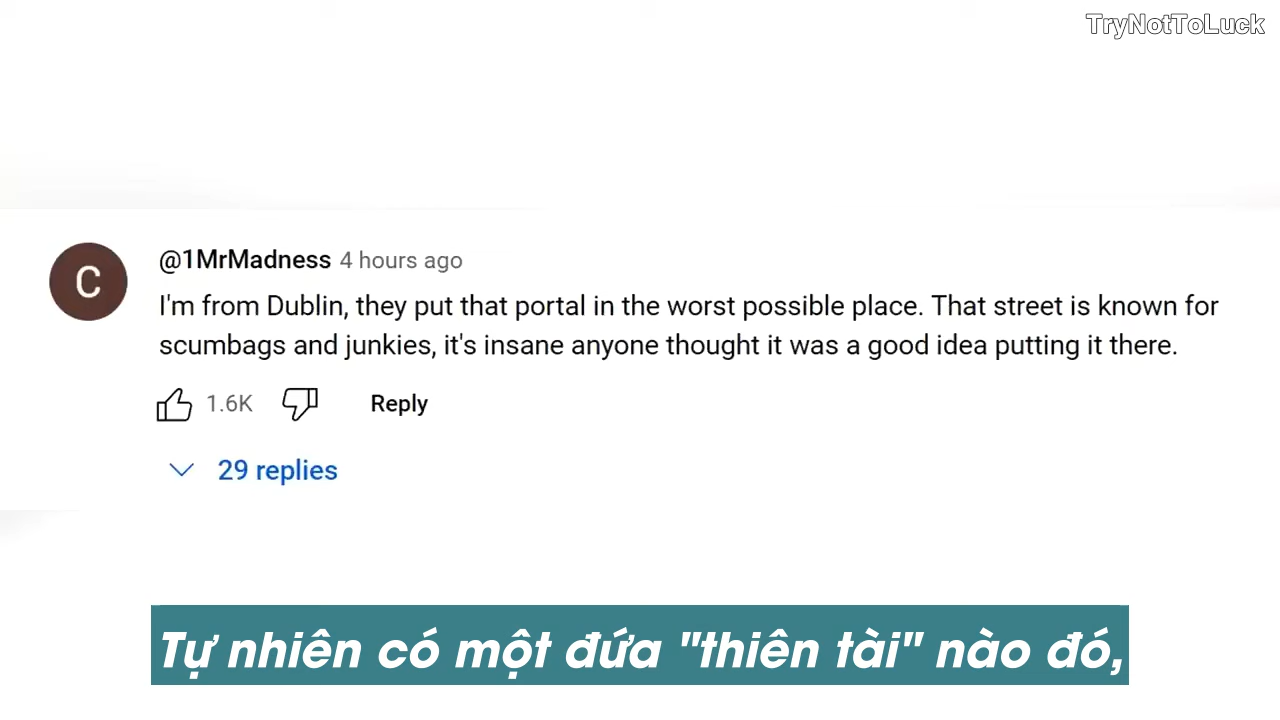 TryNotToLuck
C
@1MrMadness 4 hours ago
I'm from Dublin, they put that portal in the worst possible place. That street is known for
scumbags and junkies, it's insane anyone thought it was a good idea putting it there.
1.6K Reply
29 replies
Tự nhiên có một đứa "thiên tài" nào đó,